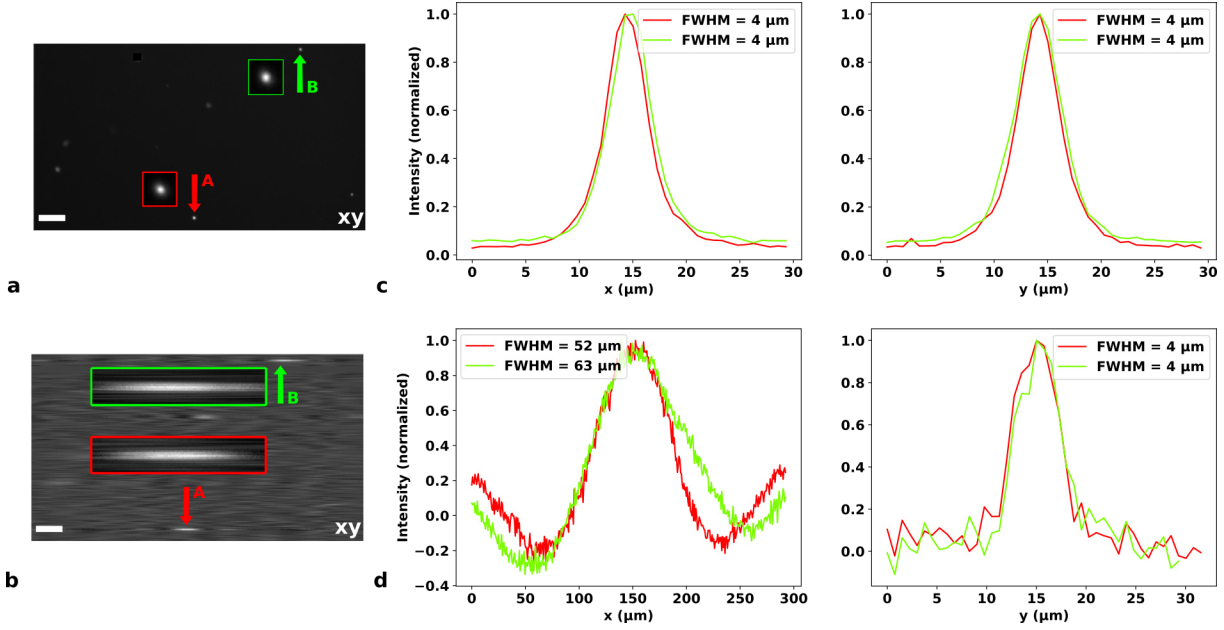 a
B
A
xy
c
Intensity (normalized)
1.0
0.8
0.6
0.4
0.2
0.0
FWHM = 4 µm
FWHM = 4 µm
0 5 10 15 20 25 30
x (µm)
1.0
0.8
0.6
0.4
0.2
0.0
FWHM = 4 µm
FWHM = 4 µm
0 5 10 15 20 25 30
y (µm)
b
B
A
xy
d
Intensity (normalized)
1.0
0.8
0.6
0.4
0.2
0.0
−0.2
−0.4
FWHM = 52 µm
FWHM = 63 µm
0 50 100 150 200 250 300
x (µm)
1.0
0.8
0.6
0.4
0.2
0.0
FWHM = 4 µm
FWHM = 4 µm
0 5 10 15 20 25 30
y (µm)